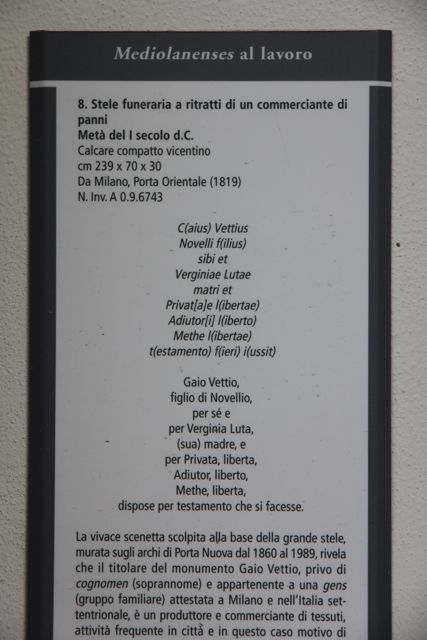 Mediolanenses al lavoro
8. Stele funeraria a ritratti di un commerciante di
panni
Metà del I secolo d.C.
Calcare compatto vicentino
cm 239 x 70 x 30
Da Milano, Porta Orientale (1819)
N. Inv. A 0.9.6743
C(aius) Vettius
Novelli f(ilius)
sibi et
Verginiae Lutae
matri et
Privat[a]e l(ibertae)
Adiutor[i] l(iberto)
Methe l(ibertae)
t(estamento) f(ieri) i(ussit)
Gaio Vettio,
figlio di Novellio,
per sé e
per Verginia Luta,
(sua) madre, e
per Privata, liberta,
Adiutor, liberto,
Methe, liberta,
dispose per testamento che si facesse.
La vivace scenetta scolpita alla base della grande stele,
murata sugli archi di Porta Nuova dal 1860 al 1989, rivela
che il titolare del monumento Gaio Vettio, privo di
cognomen (soprannome) e appartenente a una gens
(gruppo familiare) attestata a Milano e nell'Italia set-
tentrionale, è un produttore e commerciante di tessuti,
attività frequente in città e in questo caso motivo di